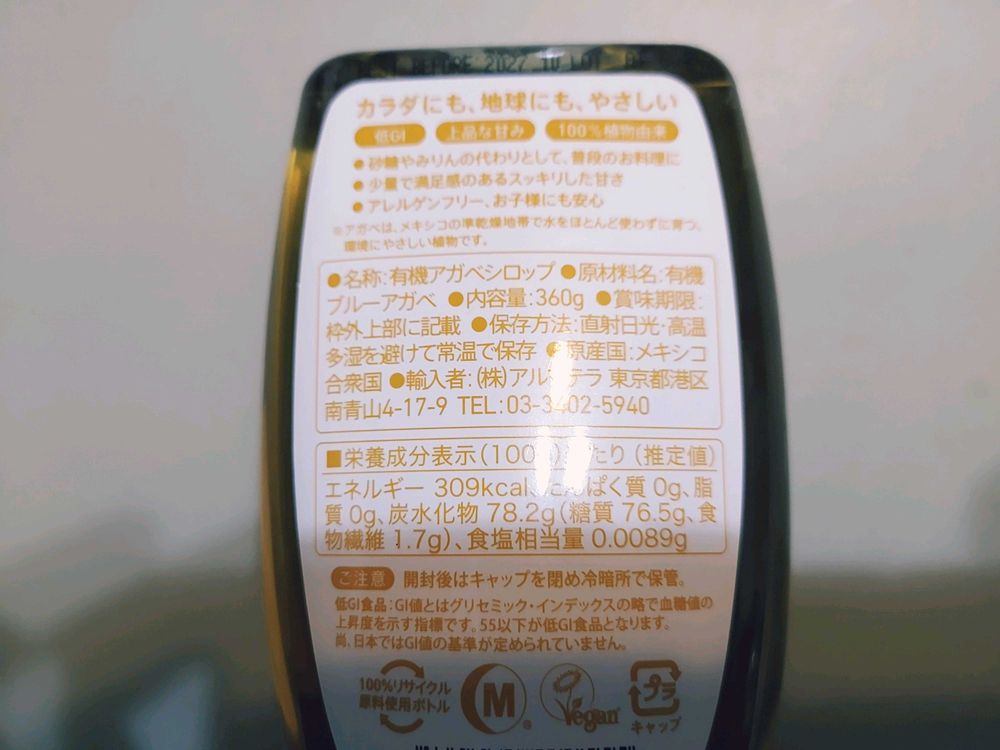 BEFORE 2027.10 LOT
カラダにも、地球にも、やさしい
低GI 上品な甘み 100%植物由来
●砂糖やみりんの代わりとして、普段のお料理に
●少量で満足感のあるスッキリした甘さ
●アレルゲンフリー、お子様にも安心
※アガベは、メキシコの準乾燥地帯で水をほとんど使わずに育つ、
環境にやさしい植物です。
●名称:有機アガベシロップ ●原材料名:有機
ブルーアガベ ●内容量:360g ●賞味期限:
枠外上部に記載 ●保存方法:直射日光・高温
多湿を避けて常温で保存 ●原産国:メキシコ
合衆国 ●輸入者:(株)アルテラ 東京都港区
南青山4-17-9 TEL:03-3402-5940
■栄養成分表示(100 たり(推定値)
エネルギー 309kcal、たんぱく質 0g、脂
質 0g、炭水化物 78.2g(糖質 76.5g、食
物繊維 1.7g)、食塩相当量 0.0089g
ご注意 開封後はキャップを閉め冷暗所で保管。
低GI食品:GI値とはグリセミック・インデックスの略で血糖値の
上昇度を示す指標です。55以下が低GI食品となります。
尚、日本ではGI値の基準が定められていません。
100%リサイクル
原料使用ボトル
M
Vegan
プラ
キャップ